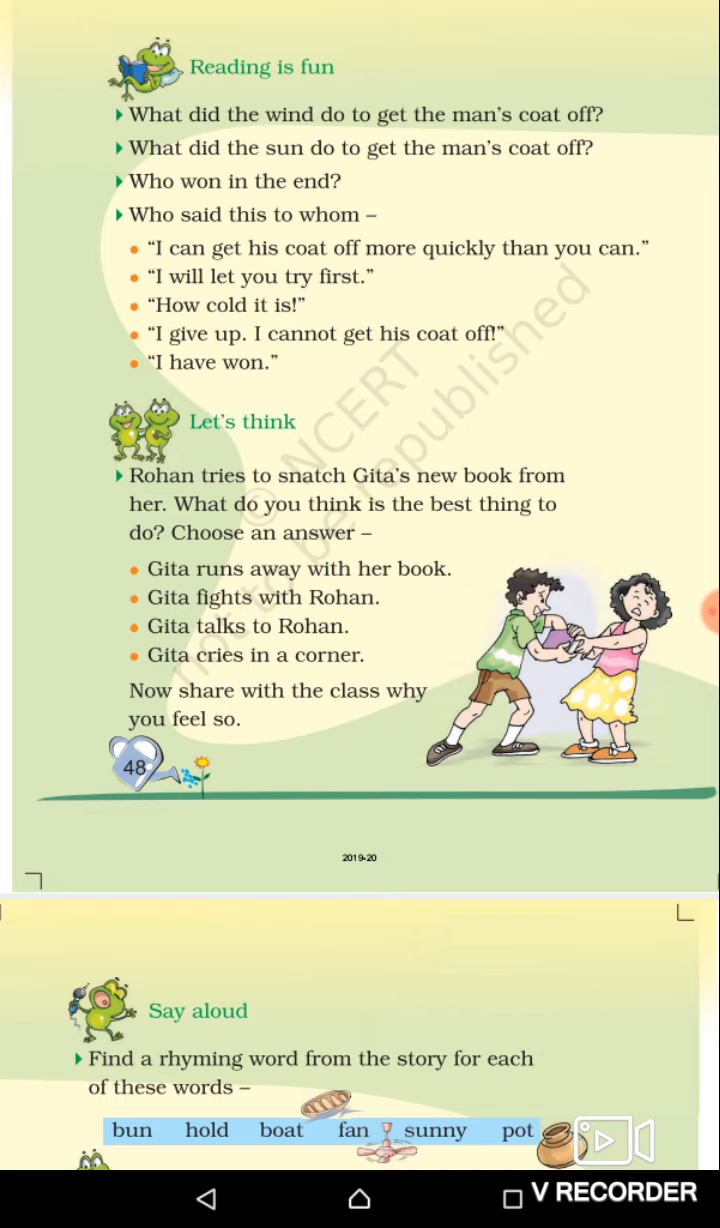 Reading is fun
What did the wind do to get the man's coat off?
What did the sun do to get the man's coat off?
Who won in the end?
Who said this to whom –
“I can get his coat off more quickly than you can.”
“I will let you try first.”
“How cold it is!”
“I give up. I cannot get his coat off!”
“I have won.”
Let's think
Rohan tries to snatch Gita's new book from
her. What do you think is the best thing to
do? Choose an answer –
Gita runs away with her book.
Gita fights with Rohan.
Gita talks to Rohan.
Gita cries in a corner.
Now share with the class why
you feel so.
© NCERT
not to be republished
48
2019-20
Say aloud
Find a rhyming word from the story for each
of these words –
bun hold boat fan sunny pot
V RECORDER